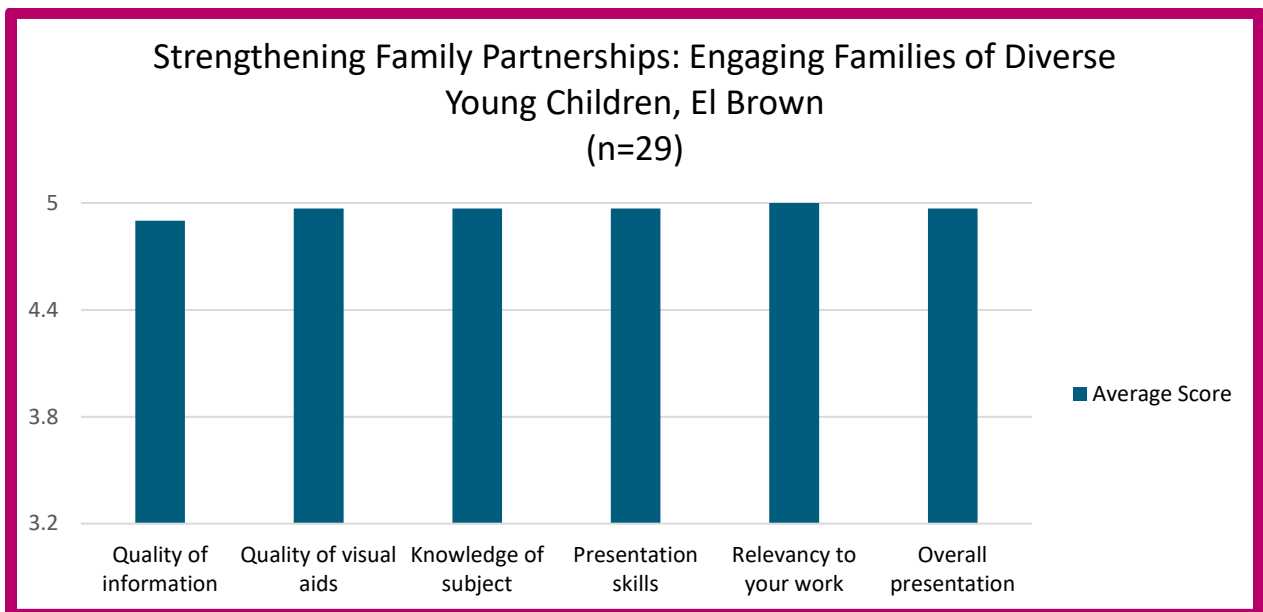 Strengthening Family Partnerships: Engaging Families of Diverse
Young Children, El Brown
(n=29)
5
4.4
3.8
3.2
Average Score
Quality of
information
Quality of visual
aids
Knowledge of
subject
Presentation
skills
Relevancy to
your work
Overall
presentation